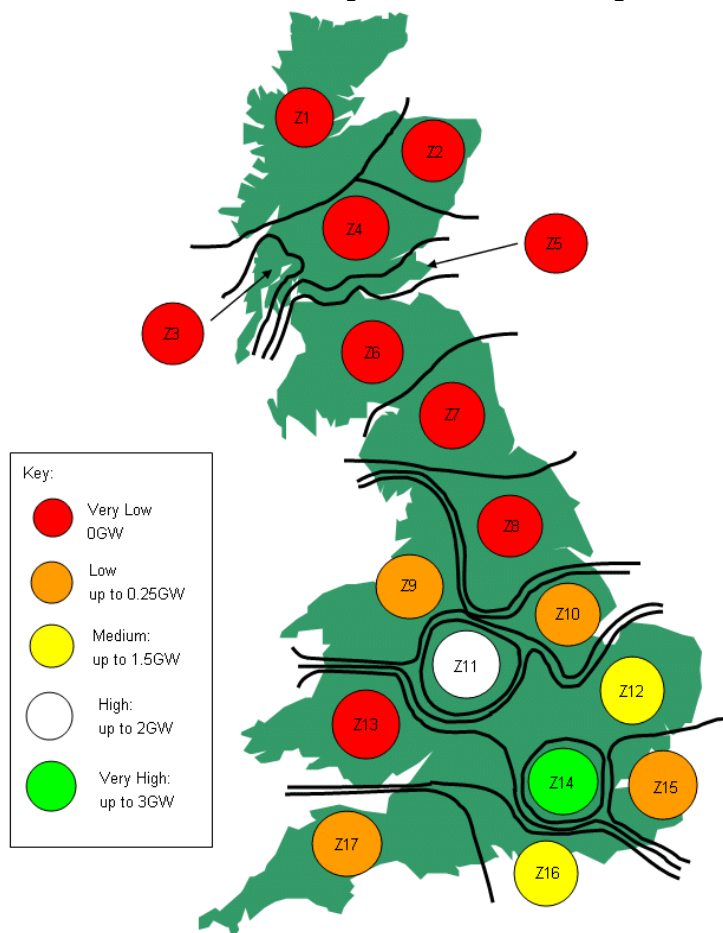 Z1
Z2
Z4
Z5
Z3
Z6
Z7
Key:
Very Low
0GW
Low
up to 0.25GW
Medium:
up to 1.5GW
High:
up to 2GW
Very High:
up to 3GW
Z8
Z9
Z10
Z11
Z12
Z13
Z14
Z15
Z17
Z16